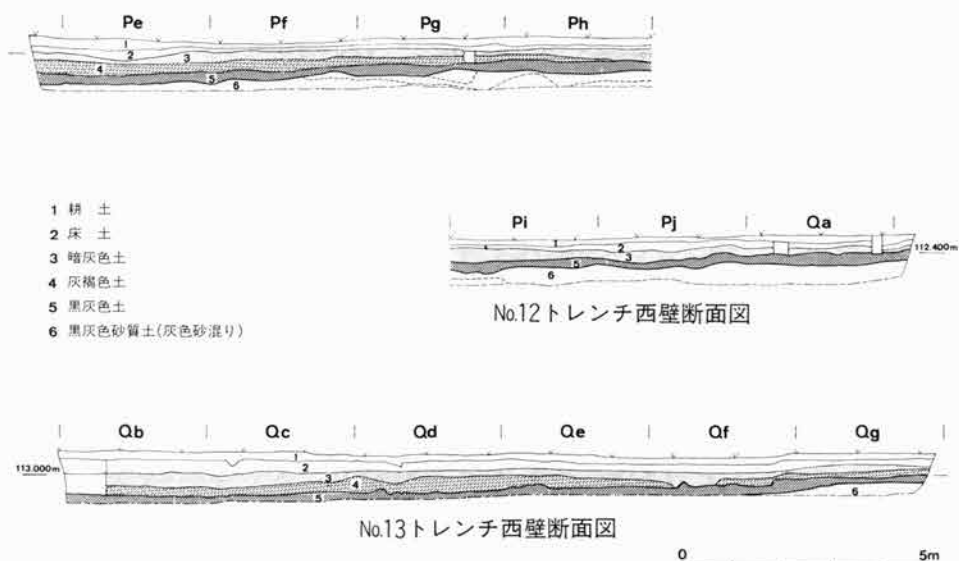 Pe Pf Pg Ph
1
2
3
4
5
6
1 耕 土
2 床 土
3 暗灰色土
4 灰褐色土
5 黒灰色土
6 黒灰色砂質土(灰色砂混り)
Pi Pj Qa
1
2
3
5
6
112.400m
No.12トレンチ西壁断面図
Qb Qc Qd Qe Qf Qg
113.000m
1
2
3
4
5
6
No.13トレンチ西壁断面図
0 5m